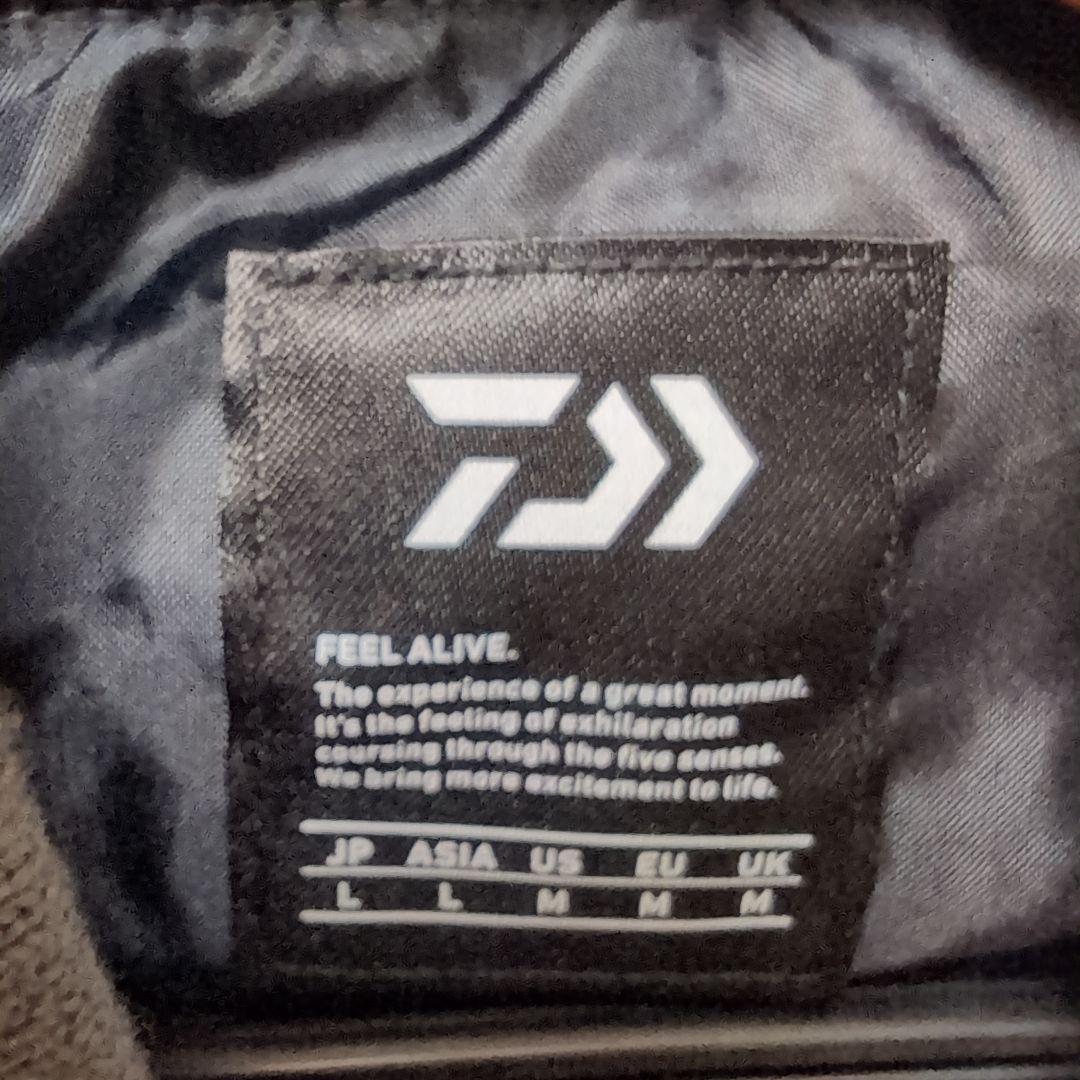 FEEL ALIVE.
The experience of a great moment.
It's the feeling of exhilaration
coursing through the five senses.
We bring more excitement to life.
JP ASIA US EU UK
L L M M M